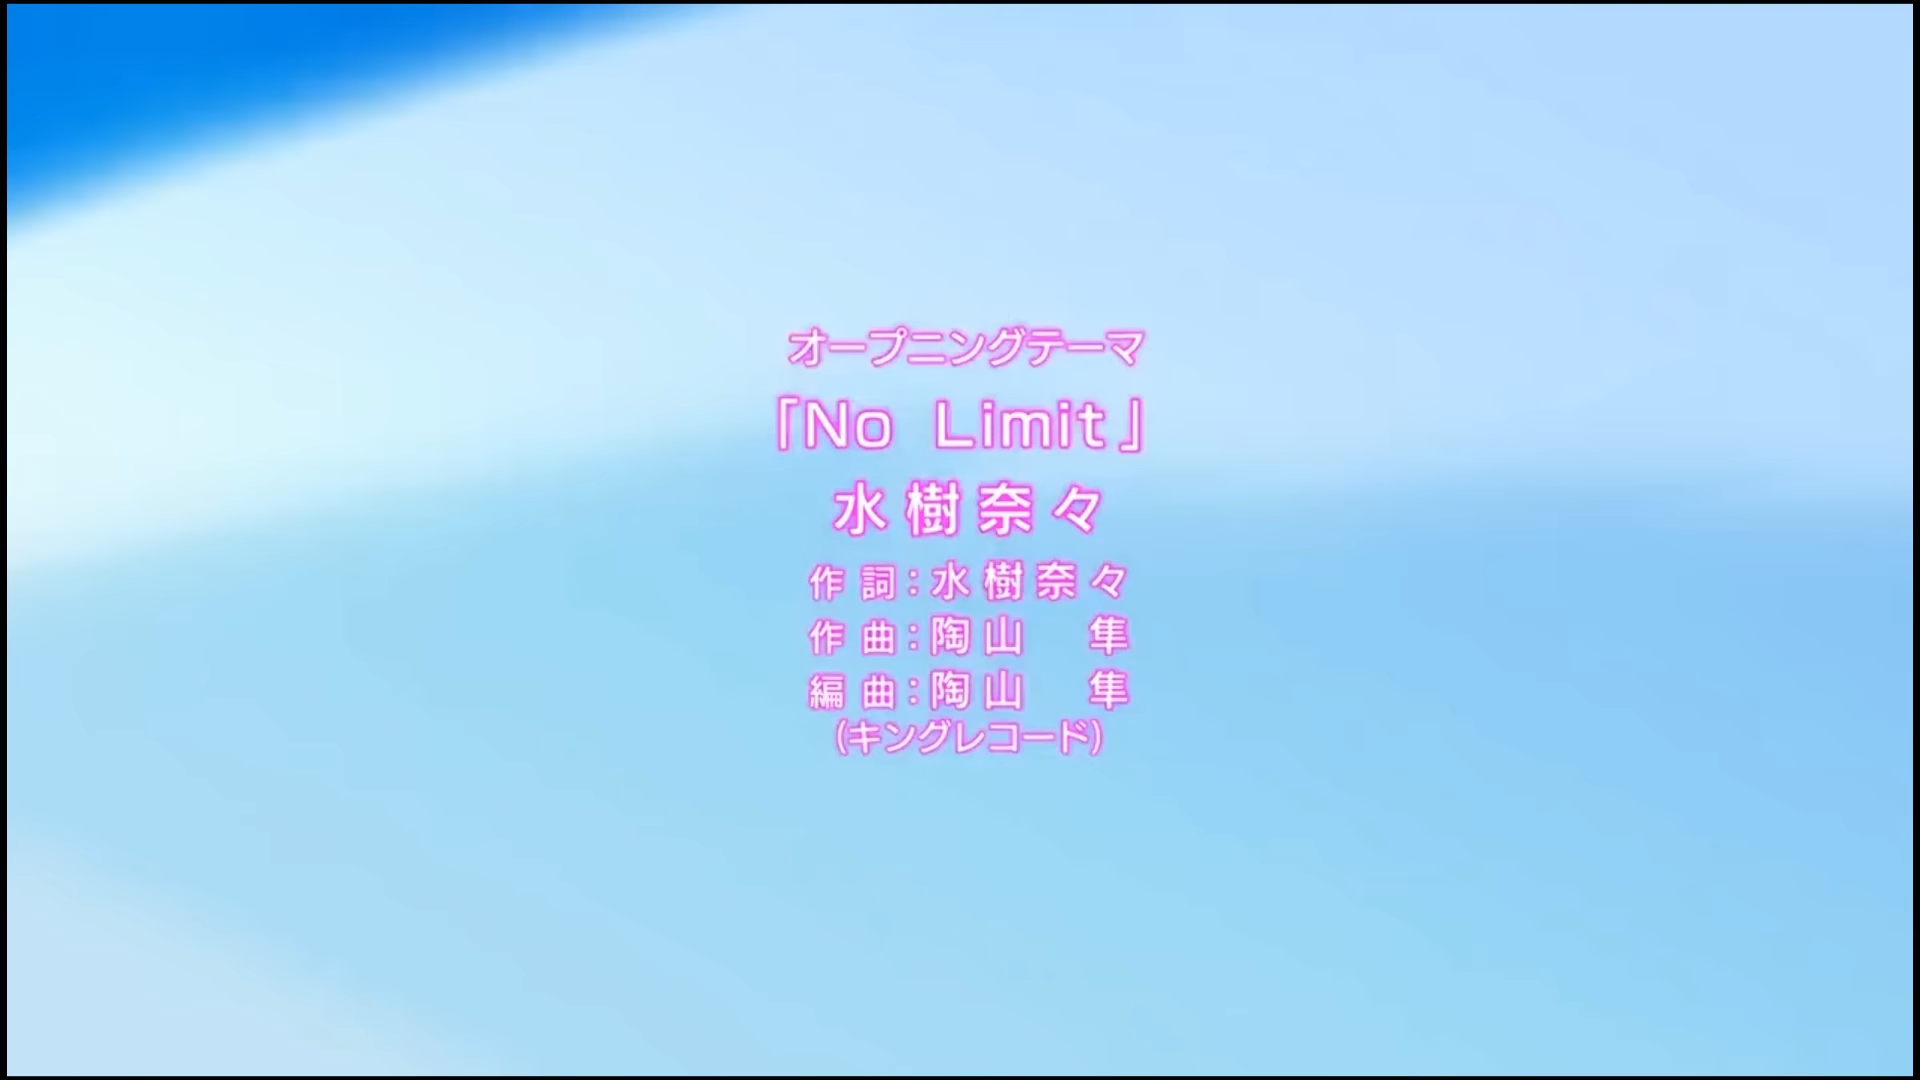 オープニングテーマ
「No Limit」
水樹奈々
作詞：水樹奈々
作曲：陶山 隼
編曲：陶山 隼
(キングレコード)